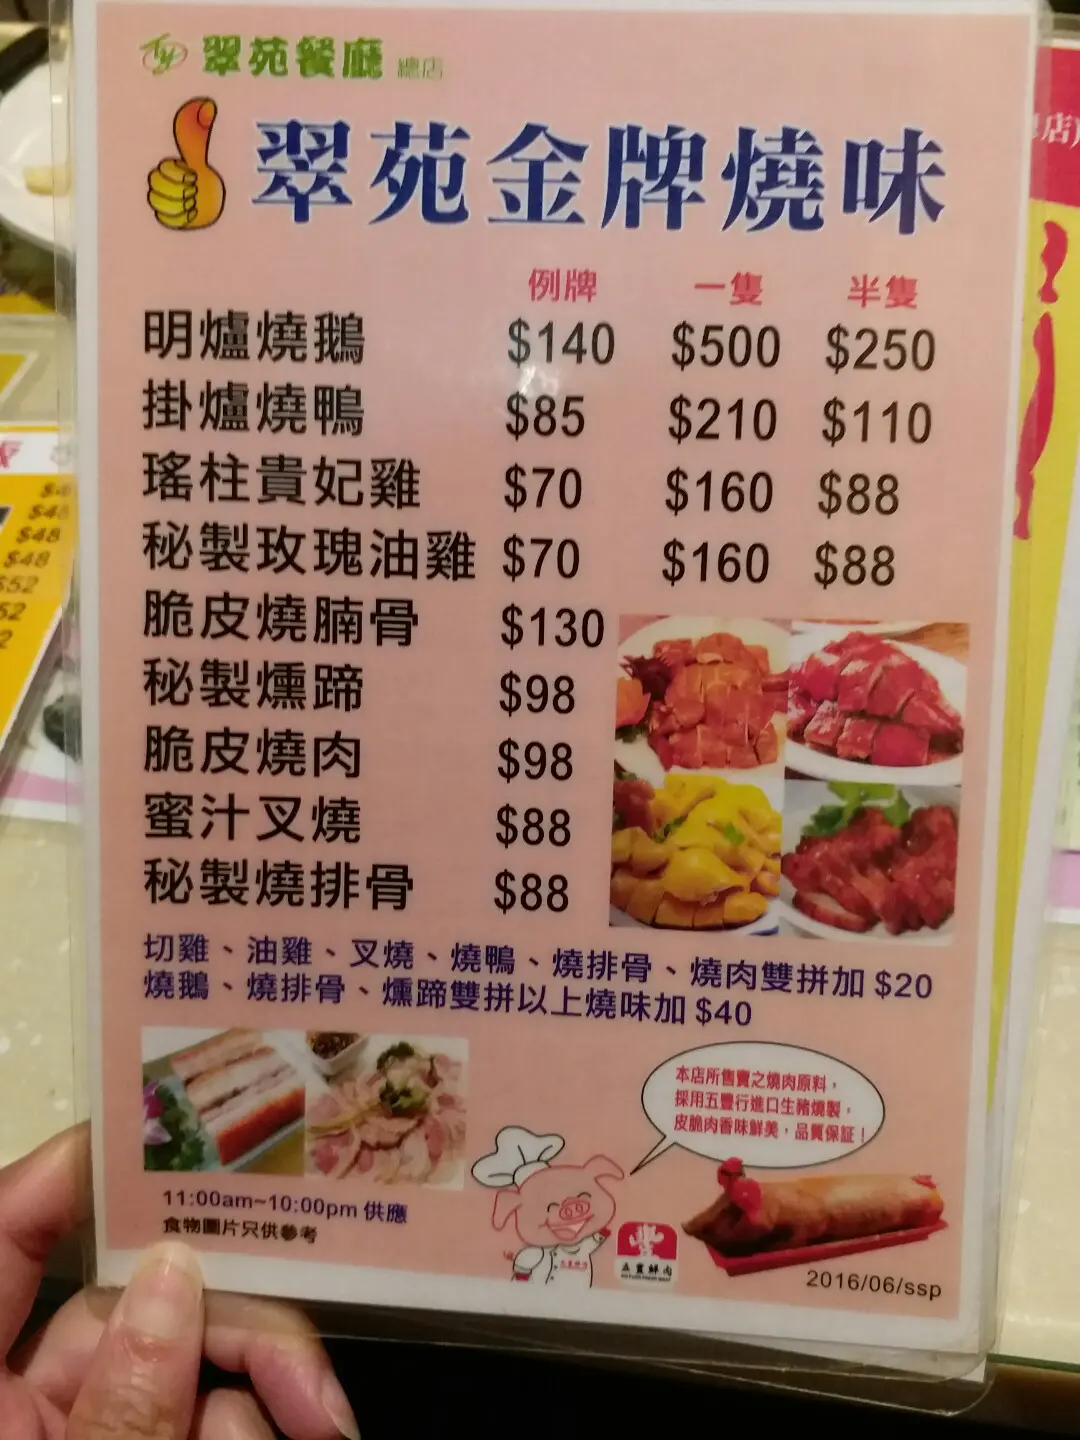 翠苑餐廳 總店
翠苑金牌燒味
例牌 一隻 半隻
明爐燒鵝 $140 $500 $250
掛爐燒鴨 $85 $210 $110
瑤柱貴妃雞 $70 $160 $88
秘製玫瑰油雞 $70 $160 $88
脆皮燒腩骨 $130
秘製燻蹄 $98
脆皮燒肉 $98
蜜汁叉燒 $88
秘製燒排骨 $88
切雞、油雞、叉燒、燒鴨、燒排骨、燒肉雙拼加 $20
燒鵝、燒排骨、燻蹄雙拼以上燒味加 $40
本店所售賣之燒肉原料，
採用五豐行進口生豬燒製，
皮脆肉香味鮮美，品質保証！
11:00am~10:00pm 供應
食物圖片只供參考
五豐鮮肉
2016/06/ssp
店)
$48
$48
$52